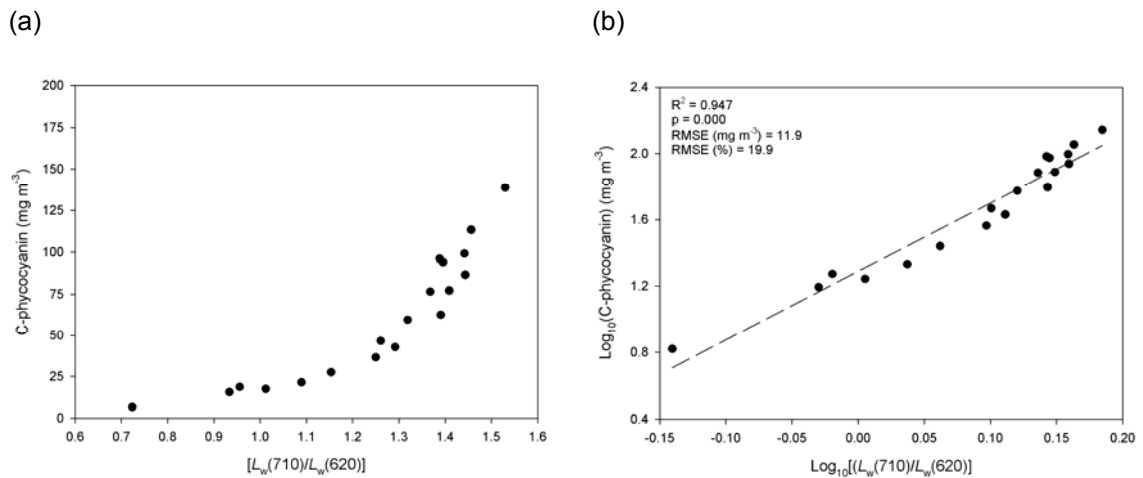 (a)
(b)
200
175
150
125
100
75
50
25
0
C-phycocyanin (mg m⁻³)
0.6 0.7 0.8 0.9 1.0 1.1 1.2 1.3 1.4 1.5 1.6
[Lw(710)/Lw(620)]
R² = 0.947
p = 0.000
RMSE (mg m⁻³) = 11.9
RMSE (%) = 19.9
2.4
2.0
1.6
1.2
0.8
0.4
Log₁₀(C-phycocyanin) (mg m⁻³)
-0.15 -0.10 -0.05 0.00 0.05 0.10 0.15 0.20
Log₁₀[(Lw(710)/Lw(620)]